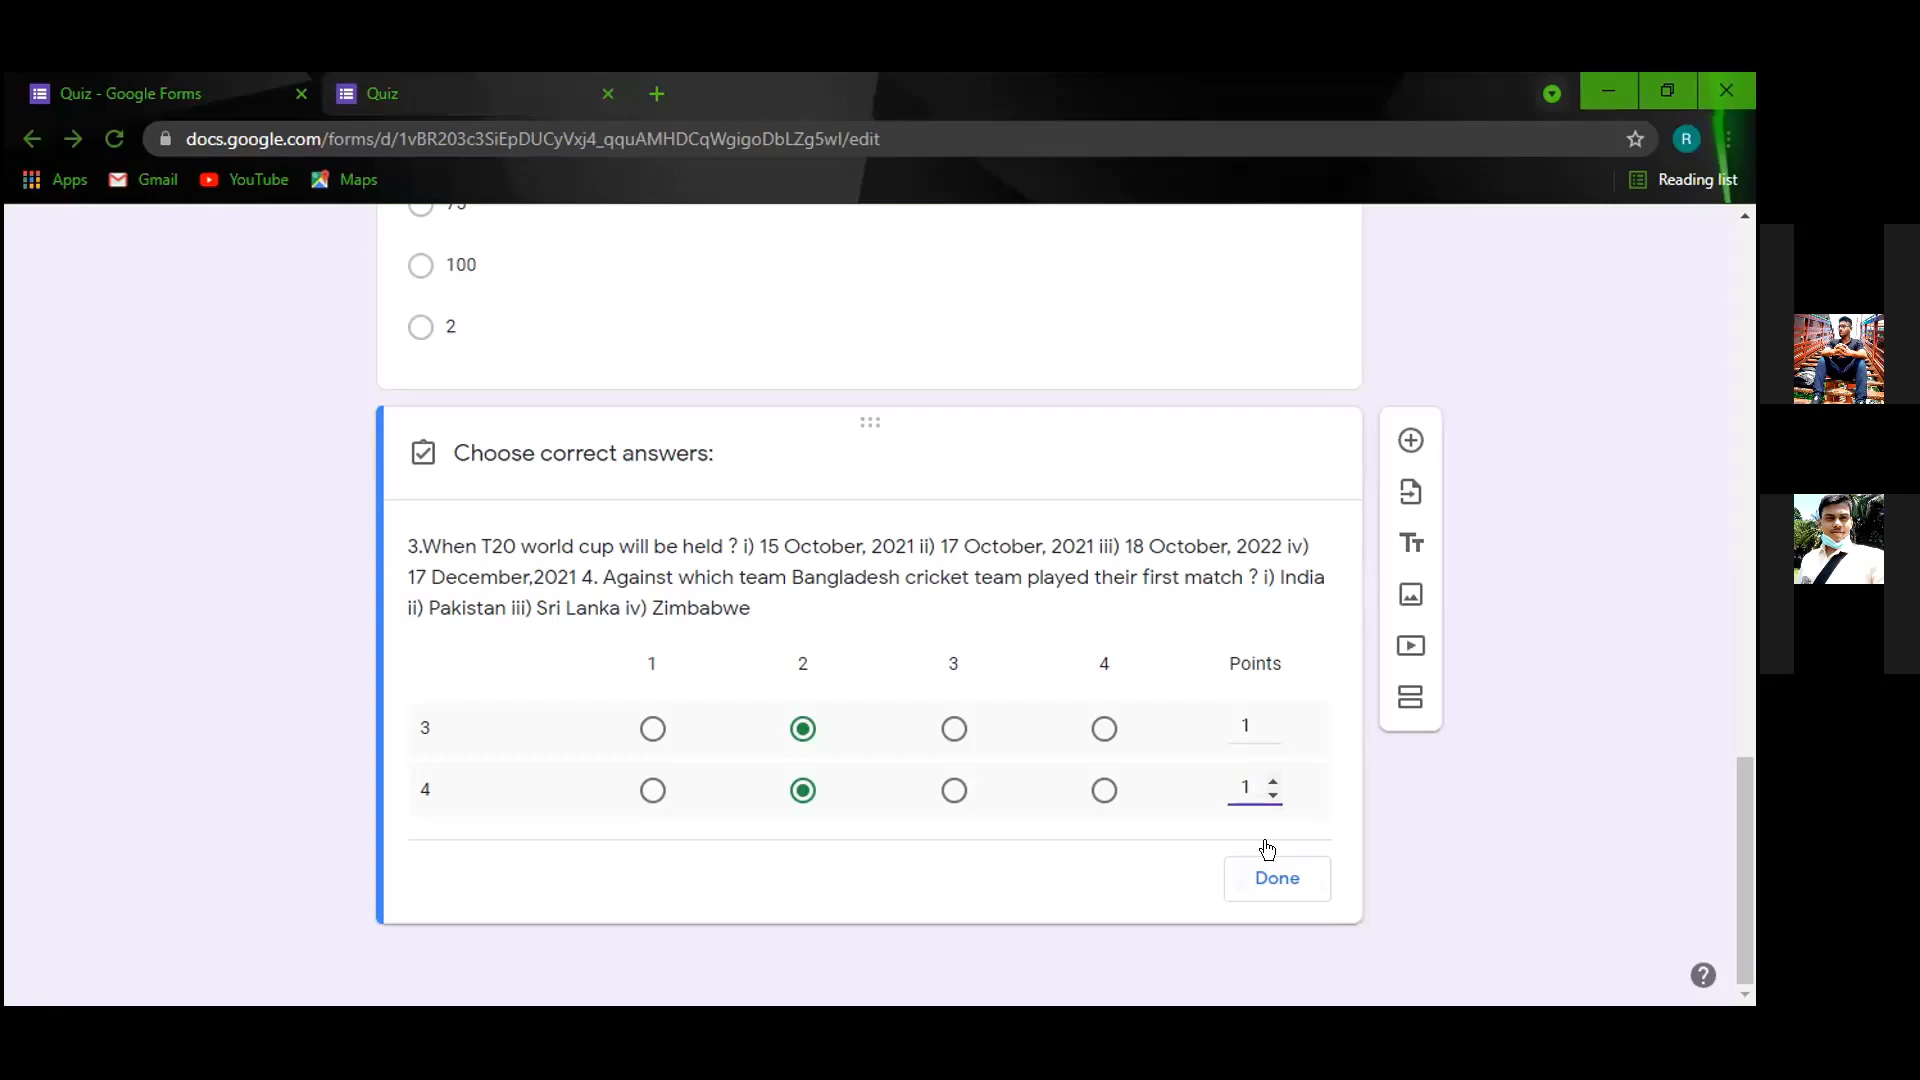 Quiz - Google Forms
Quiz
docs.google.com/forms/d/1vBR203c3SiEpDUCyVxj4_qquAMHDCqWgigoDbLZg5wI/edit
R
Apps
Gmail
YouTube
Maps
Reading list
75
100
2
Choose correct answers:
3.When T20 world cup will be held ? i) 15 October, 2021 ii) 17 October, 2021 iii) 18 October, 2022 iv)
17 December,2021 4. Against which team Bangladesh cricket team played their first match ? i) India
ii) Pakistan iii) Sri Lanka iv) Zimbabwe
1 2 3 4 Points
3 1
4 1
Done